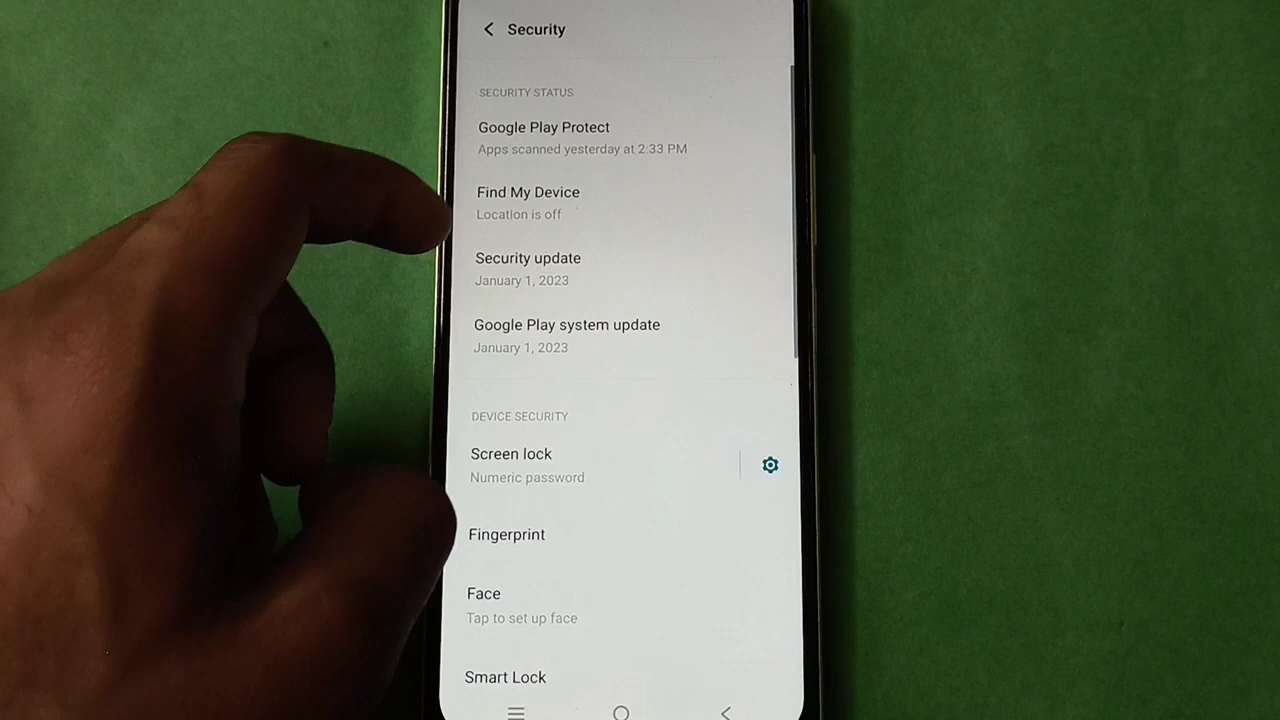 Security
SECURITY STATUS
Google Play Protect
Apps scanned yesterday at 2:33 PM
Find My Device
Location is off
Security update
January 1, 2023
Google Play system update
January 1, 2023
DEVICE SECURITY
Screen lock
Numeric password
Fingerprint
Face
Tap to set up face
Smart Lock